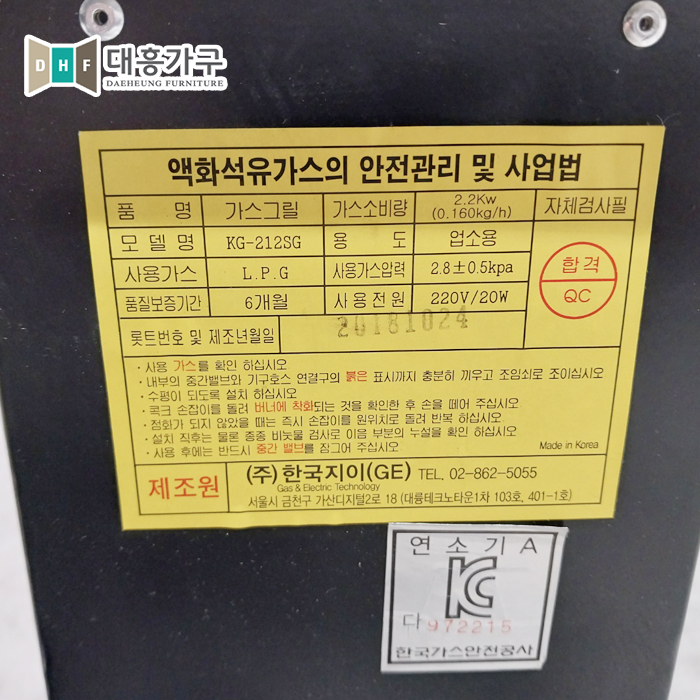 DHF 대흥가구
DAEHEUNG FURNITURE
액화석유가스의 안전관리 및 사업법
품 명 가스그릴 가스소비량 2.2Kw (0.160kg/h) 자체검사필
모 델 명 KG-212SG 용 도 업소용
사용가스 L.P.G 사용가스압력 2.8±0.5kpa 합격
품질보증기간 6개월 사용전원 220V/20W QC
롯트번호 및 제조년월일 20181024
· 사용 가스를 확인 하십시오
· 내부의 중간밸브와 기구호스 연결구의 붉은 표시까지 충분히 끼우고 조임쇠로 조이십시오
· 수평이 되도록 설치 하십시오
· 콕크 손잡이를 돌려 버너에 착화되는 것을 확인한 후 손을 떼어 주십시오
· 점화가 되지 않았을 때는 즉시 손잡이를 원위치로 돌려 반복 하십시오
· 설치 직후는 물론 종종 비눗물 검사로 이음 부분의 누설을 확인 하십시오
· 사용 후에는 반드시 중간 밸브를 장그어 주십시오 Made in Korea
제조원 (주)한국지이(GE) TEL. 02-862-5055
Gas & Electric Technology
서울시 금천구 가산디지털2로 18 (대륭테크노타운1차 103호, 401-1호)
연소기A
KC
다972215
한국가스안전공사